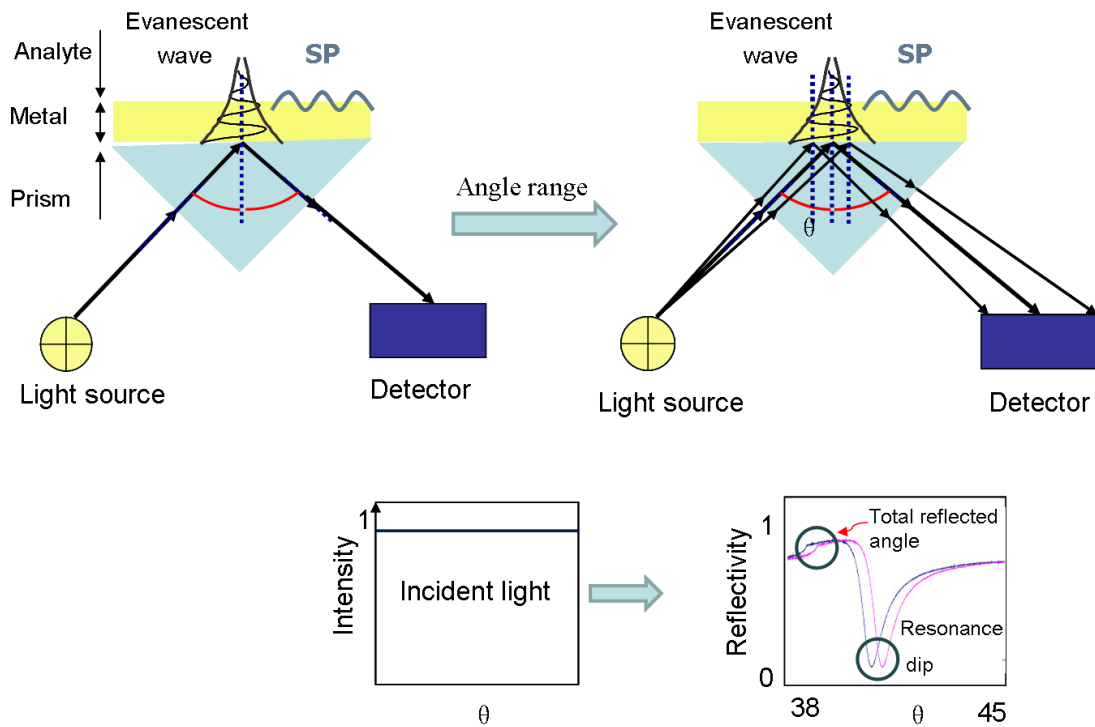 Evanescent
wave
SP
Analyte
Metal
Prism
Light source
Detector
Angle range
Evanescent
wave
SP
θ
Light source
Detector
1
Intensity
Incident light
θ
1
Total reflected
angle
Reflectivity
Resonance
dip
0
38
θ
45